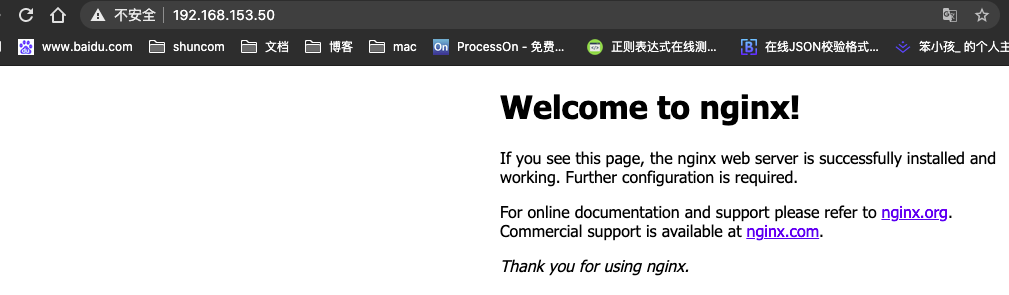 不安全 | 192.168.153.50
www.baidu.com shuncom 文档 博客 mac On ProcessOn - 免费... 正则表达式在线测... 在线JSON校验格式... 笨小孩_ 的个人主
Welcome to nginx!
If you see this page, the nginx web server is successfully installed and
working. Further configuration is required.
For online documentation and support please refer to nginx.org.
Commercial support is available at nginx.com.
Thank you for using nginx.